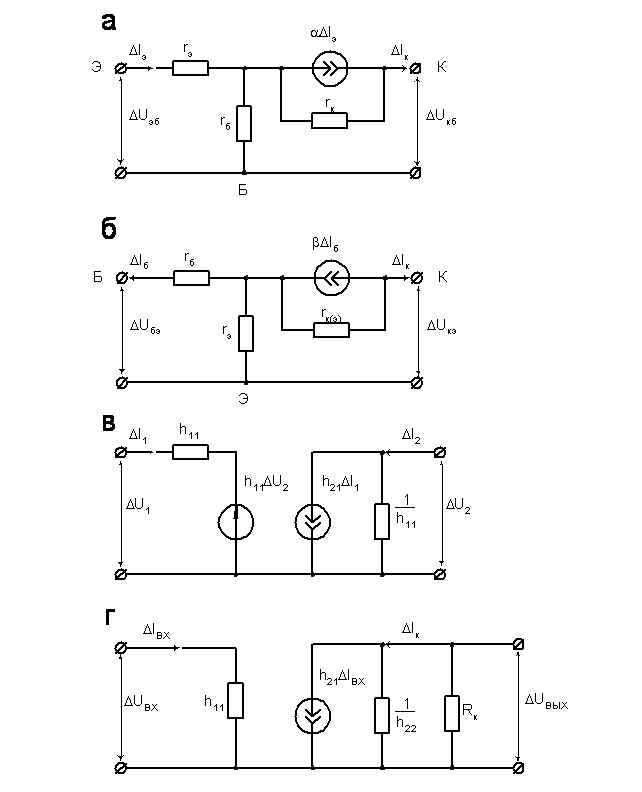 а
αΔIэ
ΔIэ rэ ΔIк
Э К
rк
ΔUэб rб ΔUкб
Б
б
βΔIб
ΔIб rб ΔIк
Б К
rк(э)
ΔUбэ rэ ΔUкэ
Э
в
ΔI1 h11 ΔI2
h11ΔU2 h21ΔI1
ΔU1 1/h11 ΔU2
г
ΔIВХ ΔIк
h21ΔIВХ
ΔUВХ h11 1/h22 Rк ΔUВЫХ